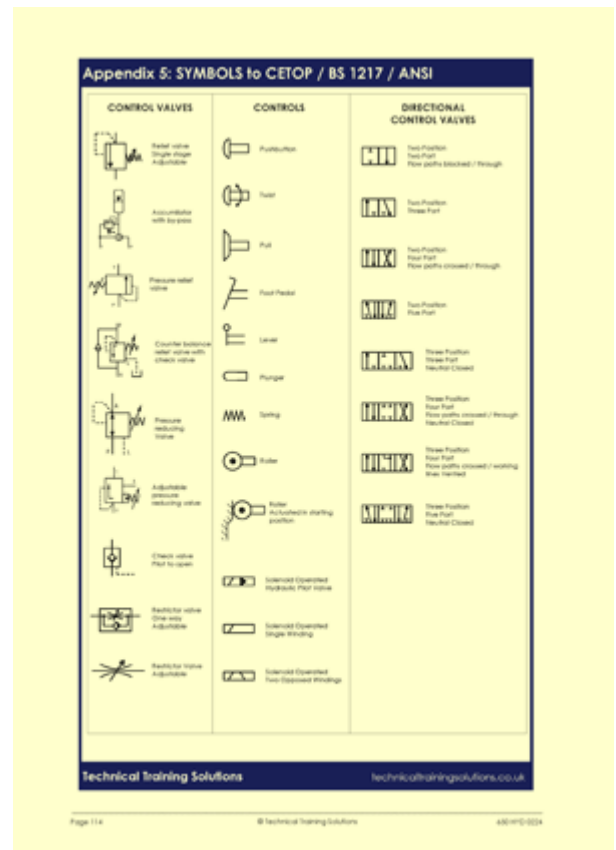 Appendix 5: SYMBOLS to CETOP / BS 1217 / ANSI
CONTROL VALVES
Relief valve
Single stage
Adjustable
Accumulator
with by-pass
Pressure relief
valve
Counter balance
relief valve with
check valve
Pressure
reducing
Valve
Adjustable
pressure
reducing valve
Check valve
Pilot to open
Restrictor valve
One way
Adjustable
Restrictor Valve
Adjustable
CONTROLS
Pushbutton
Twist
Pull
Foot Pedal
Lever
Plunger
Spring
Roller
Roller
Actuated in starting
position
Solenoid Operated
Hydraulic Pilot Valve
Solenoid Operated
Single Winding
Solenoid Operated
Two Opposed Windings
DIRECTIONAL
CONTROL VALVES
Two Position
Two Port
Flow paths blocked / through
Two Position
Three Port
Two Position
Four Port
Flow paths crossed / through
Two Position
Five Port
Three Position
Three Port
Neutral Closed
Three Position
Four Port
Flow paths crossed / through
Neutral Closed
Three Position
Four Port
Flow paths crossed / working
lines Vented
Three Position
Five Port
Neutral Closed
Technical Training Solutions
technicaltrainingsolutions.co.uk
Page 114
© Technical Training Solutions
680 HYD 0224